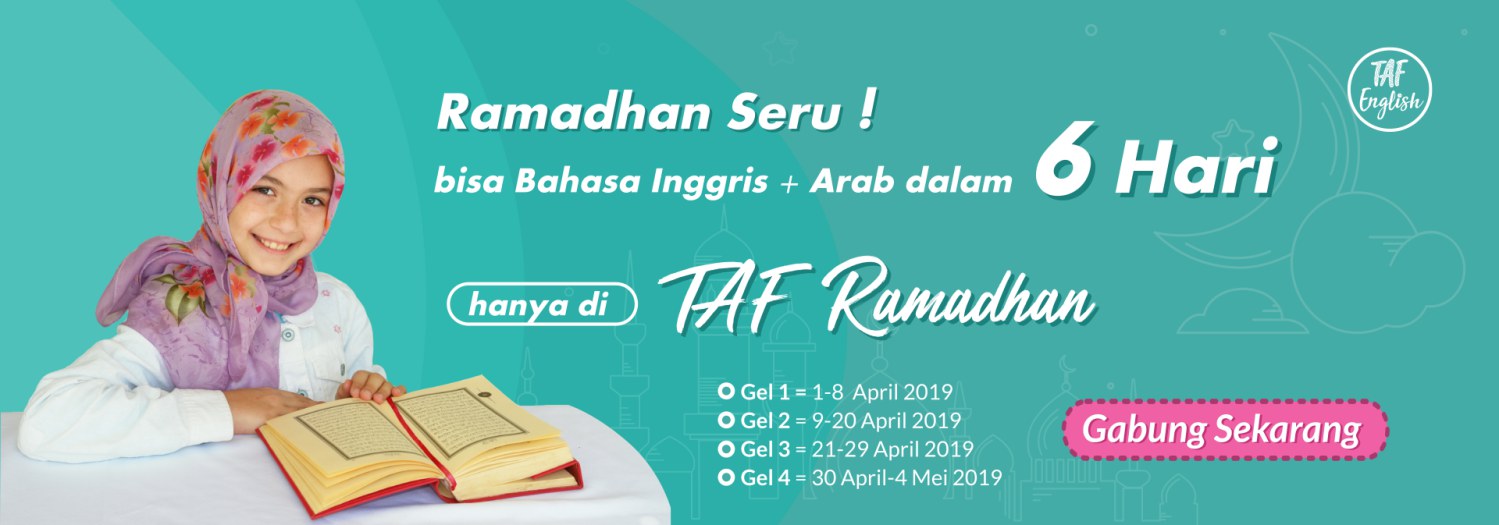 TAF
English
Ramadhan Seru !
bisa Bahasa Inggris + Arab dalam 6 Hari
hanya di TAF Ramadhan
Gel 1 = 1-8 April 2019
Gel 2 = 9-20 April 2019
Gel 3 = 21-29 April 2019
Gel 4 = 30 April-4 Mei 2019
Gabung Sekarang